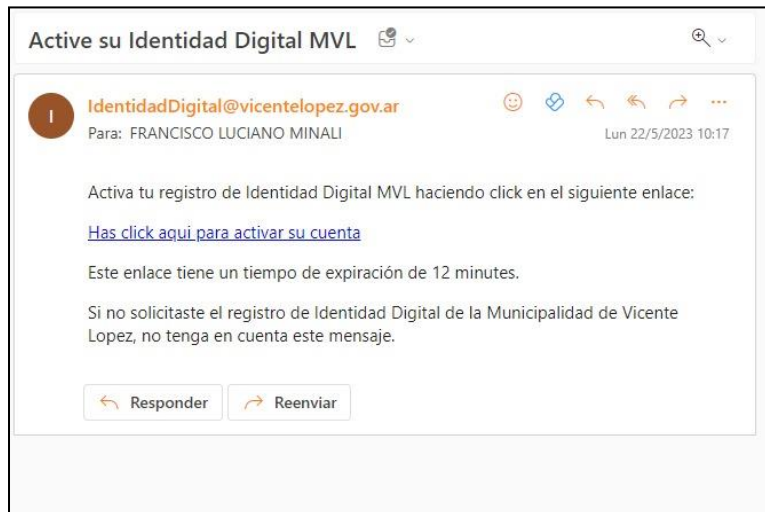 Active su Identidad Digital MVL
I
IdentidadDigital@vicentelopez.gov.ar
Para: FRANCISCO LUCIANO MINALI
Lun 22/5/2023 10:17
Activa tu registro de Identidad Digital MVL haciendo click en el siguiente enlace:
Has click aqui para activar su cuenta
Este enlace tiene un tiempo de expiración de 12 minutes.
Si no solicitaste el registro de Identidad Digital de la Municipalidad de Vicente
Lopez, no tenga en cuenta este mensaje.
Responder
Reenviar